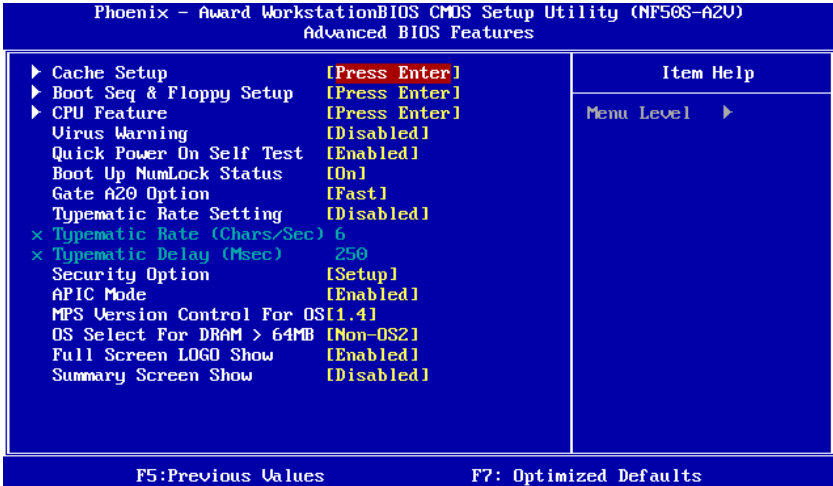 Phoenix - Award WorkstationBIOS CMOS Setup Utility (NF50S-A2V)
Advanced BIOS Features
Cache Setup [Press Enter]
Boot Seq & Floppy Setup [Press Enter]
CPU Feature [Press Enter]
Virus Warning [Disabled]
Quick Power On Self Test [Enabled]
Boot Up NumLock Status [On]
Gate A20 Option [Fast]
Typematic Rate Setting [Disabled]
x Typematic Rate (Chars/Sec) 6
x Typematic Delay (Msec) 250
Security Option [Setup]
APIC Mode [Enabled]
MPS Version Control For OS[1.4]
OS Select For DRAM > 64MB [Non-OS2]
Full Screen LOGO Show [Enabled]
Summary Screen Show [Disabled]
Item Help
Menu Level
F5:Previous Values F7: Optimized Defaults